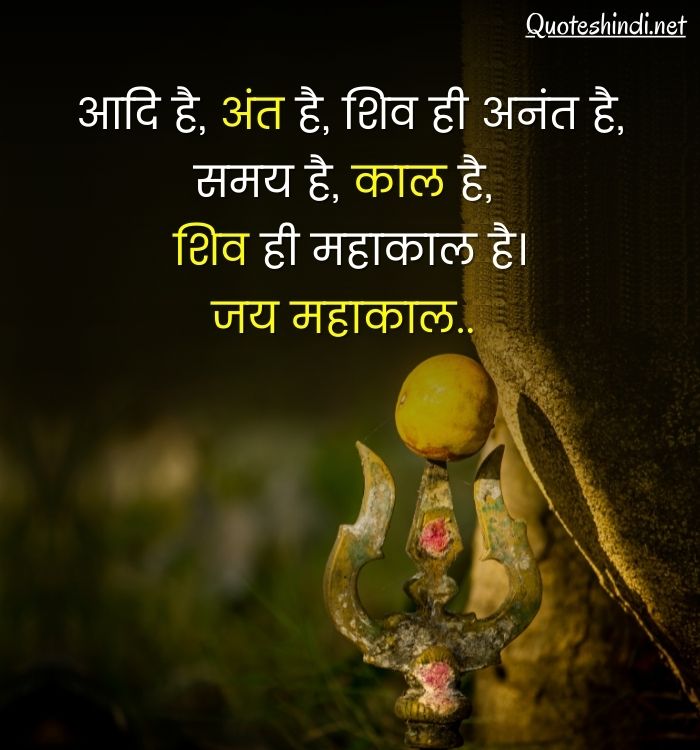 Quoteshindi.net
आदि है, अंत है, शिव ही अनंत है,
समय है, काल है,
शिव ही महाकाल है।
जय महाकाल..